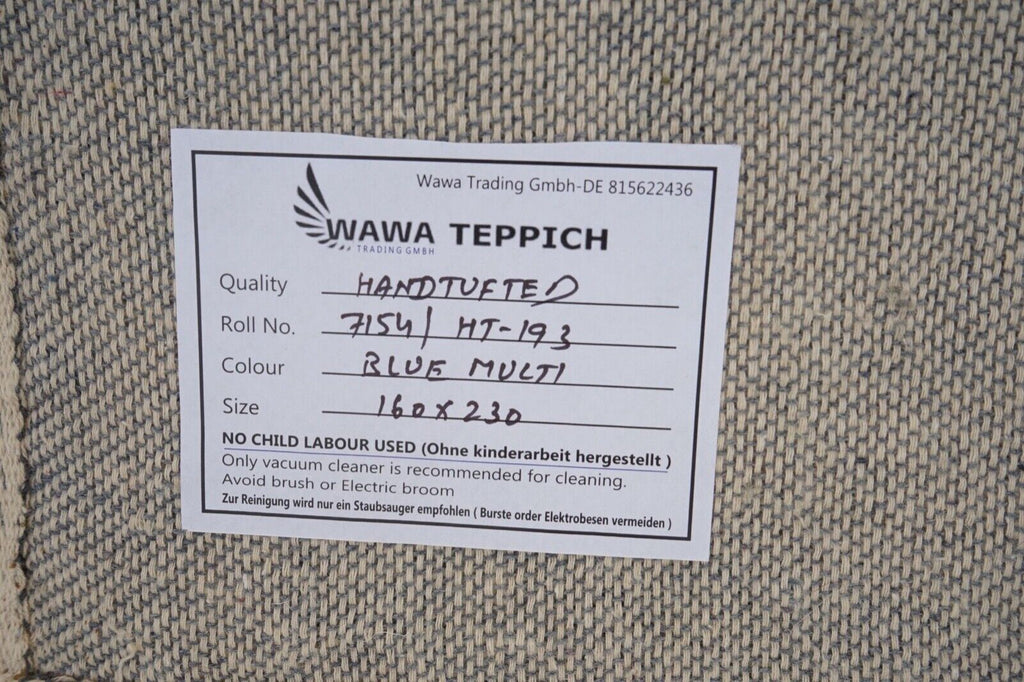 Wawa Trading Gmbh-DE 815622436
WAWA TEPPICH
TRADING GMBH
Quality HANDTUFTED
Roll No. 7154/ HT-193
Colour BLUE MULTI
Size 160 x 230
NO CHILD LABOUR USED (Ohne kinderarbeit hergestellt )
Only vacuum cleaner is recommended for cleaning.
Avoid brush or Electric broom
Zur Reinigung wird nur ein Staubsauger empfohlen ( Burste order Elektrobesen vermeiden )